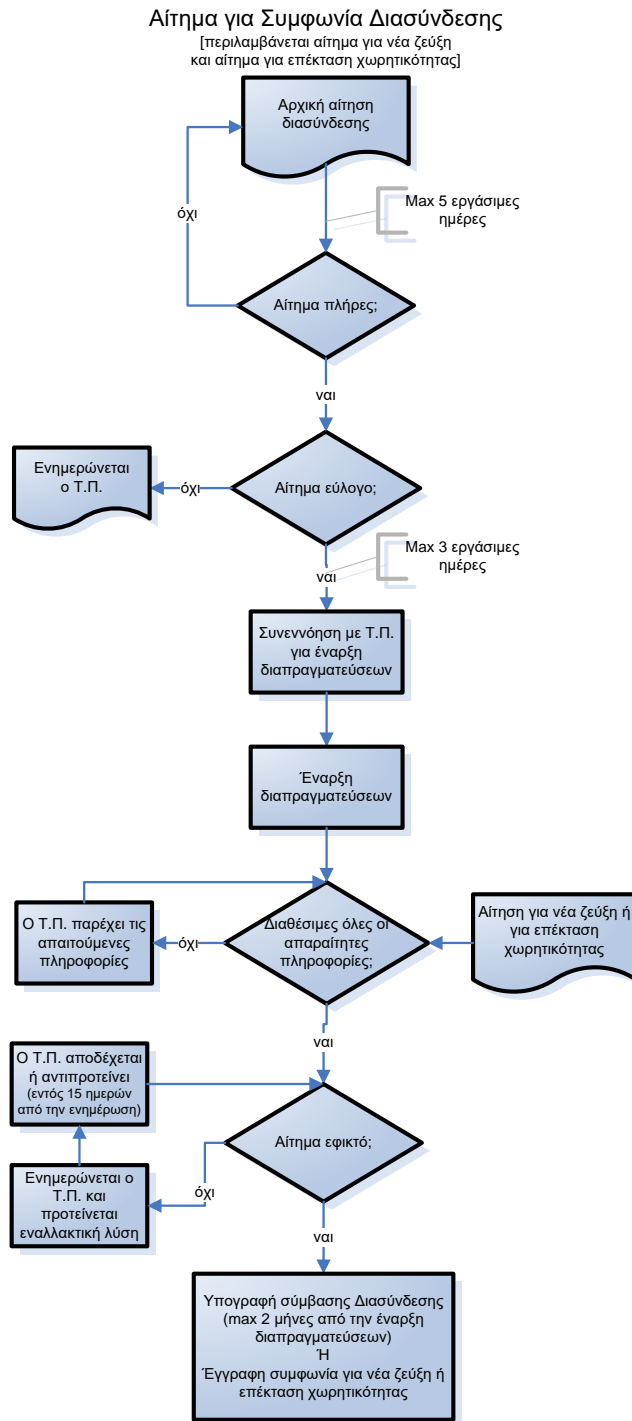 Αίτημα για Συμφωνία Διασύνδεσης
[περιλαμβάνεται αίτημα για νέα ζεύξη
και αίτημα για επέκταση χωρητικότητας]
Αρχική αίτηση
διασύνδεσης
Max 5 εργάσιμες
ημέρες
όχι
Αίτημα πλήρες;
ναι
Ενημερώνεται
ο Τ.Π.
όχι
Αίτημα εύλογο;
Max 3 εργάσιμες
ημέρες
ναι
Συνεννόηση με Τ.Π.
για έναρξη
διαπραγματεύσεων
Έναρξη
διαπραγματεύσεων
Ο Τ.Π. παρέχει τις
απαιτούμενες
πληροφορίες
όχι
Διαθέσιμες όλες οι
απαραίτητες
πληροφορίες;
Αίτηση για νέα ζεύξη ή
για επέκταση
χωρητικότητας
ναι
Ο Τ.Π. αποδέχεται
ή αντιπροτείνει
(εντός 15 ημερών
από την ενημέρωση)
Αίτημα εφικτό;
Ενημερώνεται ο
Τ.Π. και
προτείνεται
εναλλακτική λύση
όχι
ναι
Υπογραφή σύμβασης Διασύνδεσης
(max 2 μήνες από την έναρξη
διαπραγματεύσεων)
Ή
Έγγραφη συμφωνία για νέα ζεύξη ή
επέκταση χωρητικότητας